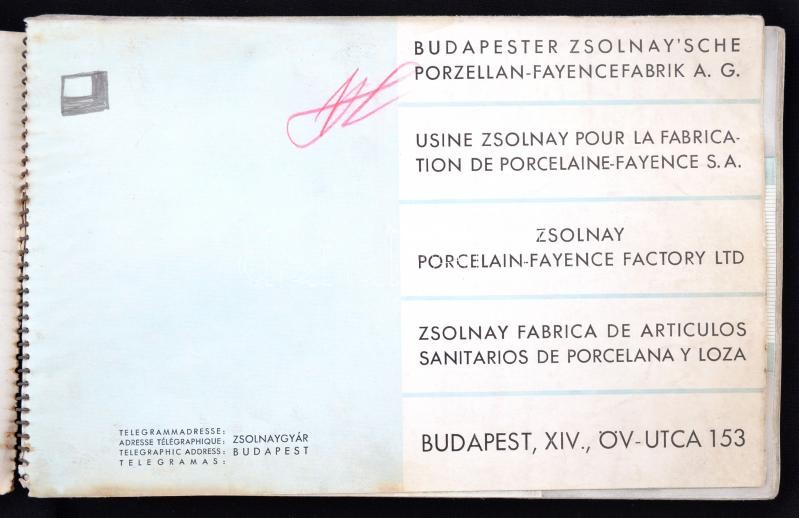 BUDAPESTER ZSOLNAY'SCHE
PORZELLAN-FAYENCEFABRIK A. G.
USINE ZSOLNAY POUR LA FABRICA-
TION DE PORCELAINE-FAYENCE S.A.
ZSOLNAY
PORCELAIN-FAYENCE FACTORY LTD
ZSOLNAY FABRICA DE ARTICULOS
SANITARIOS DE PORCELANA Y LOZA
BUDAPEST, XIV., ÖV-UTCA 153
TELEGRAMMADRESSE:
ADRESSE TÉLÉGRAPHIQUE:
TELEGRAPHIC ADDRESS:
TELEGRAMAS:
ZSOLNAYGYÁR
BUDAPEST